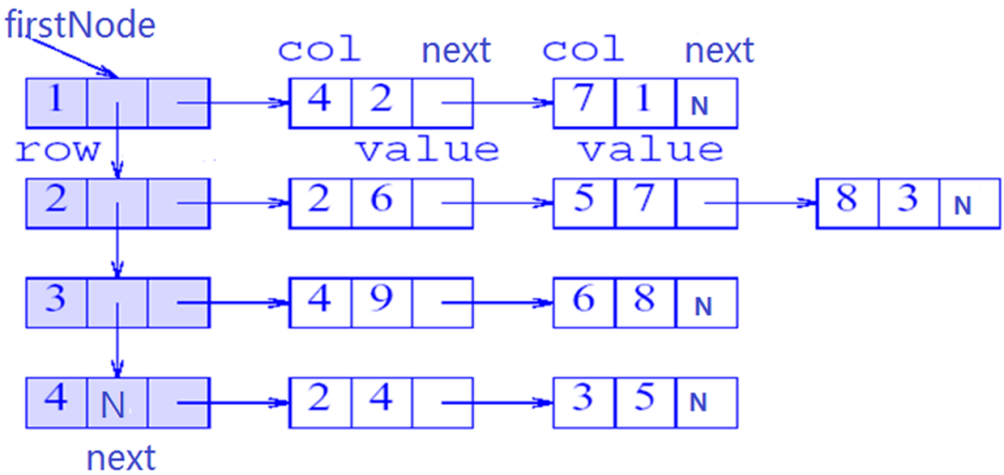 firstNode
col next col next
1 4 2 7 1 N
row value value
2 2 6 5 7 8 3 N
3 4 9 6 8 N
4 N 2 4 3 5 N
next